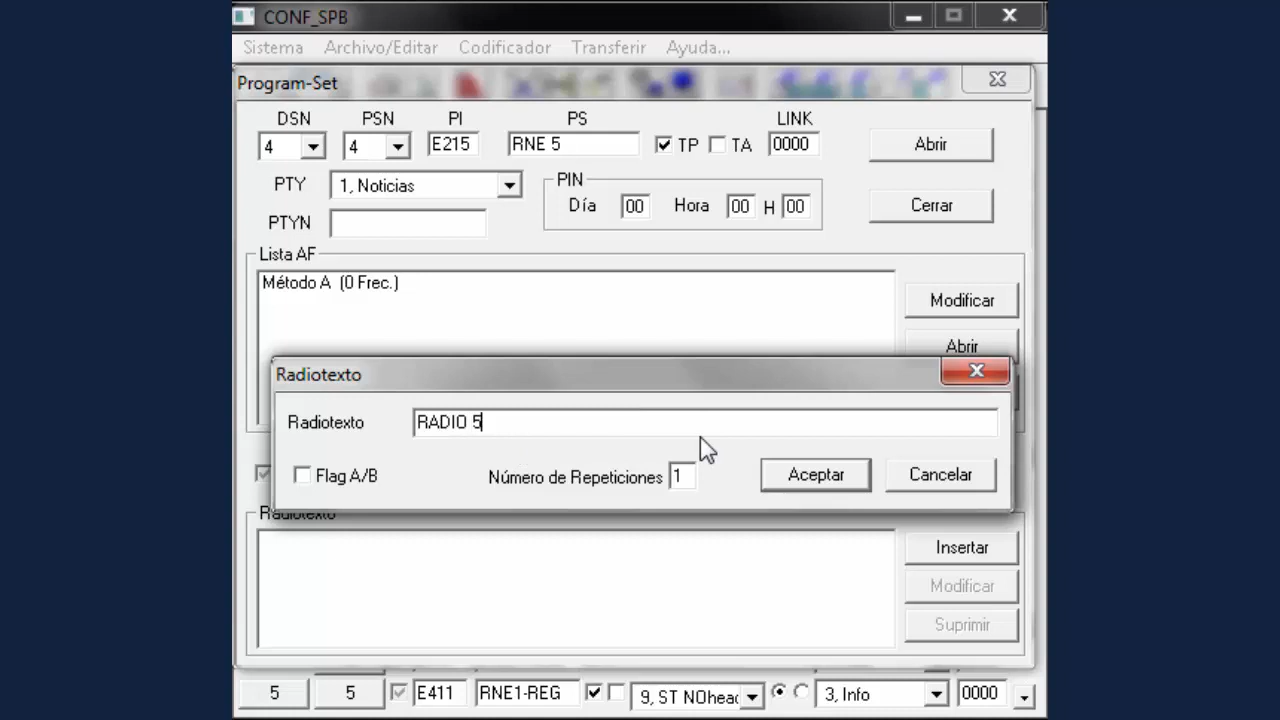 CONF_SPB
Sistema Archivo/Editar Codificador Transferir Ayuda...
Program-Set
DSN PSN PI PS LINK
4 4 E215 RNE 5 TP TA 0000 Abrir
PTY 1, Noticias PIN
Día 00 Hora 00 H 00 Cerrar
PTYN
Lista AF
Método A (0 Frec.)
Modificar
Abrir
Radiotexto
Radiotexto RADIO 5
Flag A/B Número de Repeticiones 1 Aceptar Cancelar
Radiotexto
Insertar
Modificar
Suprimir
5 5 E411 RNE1-REG 9, ST NOhead 3, Info 0000